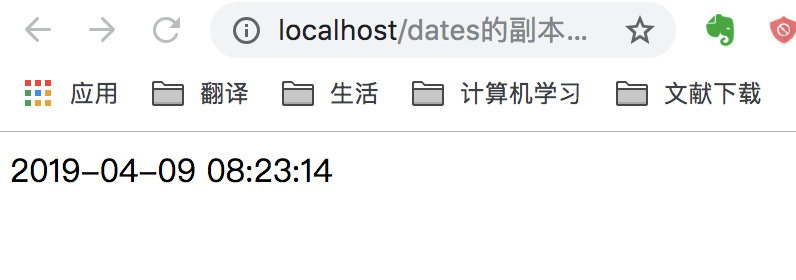 localhost/dates的副本...
应用 翻译 生活 计算机学习 文献下载
2019-04-09 08:23:14